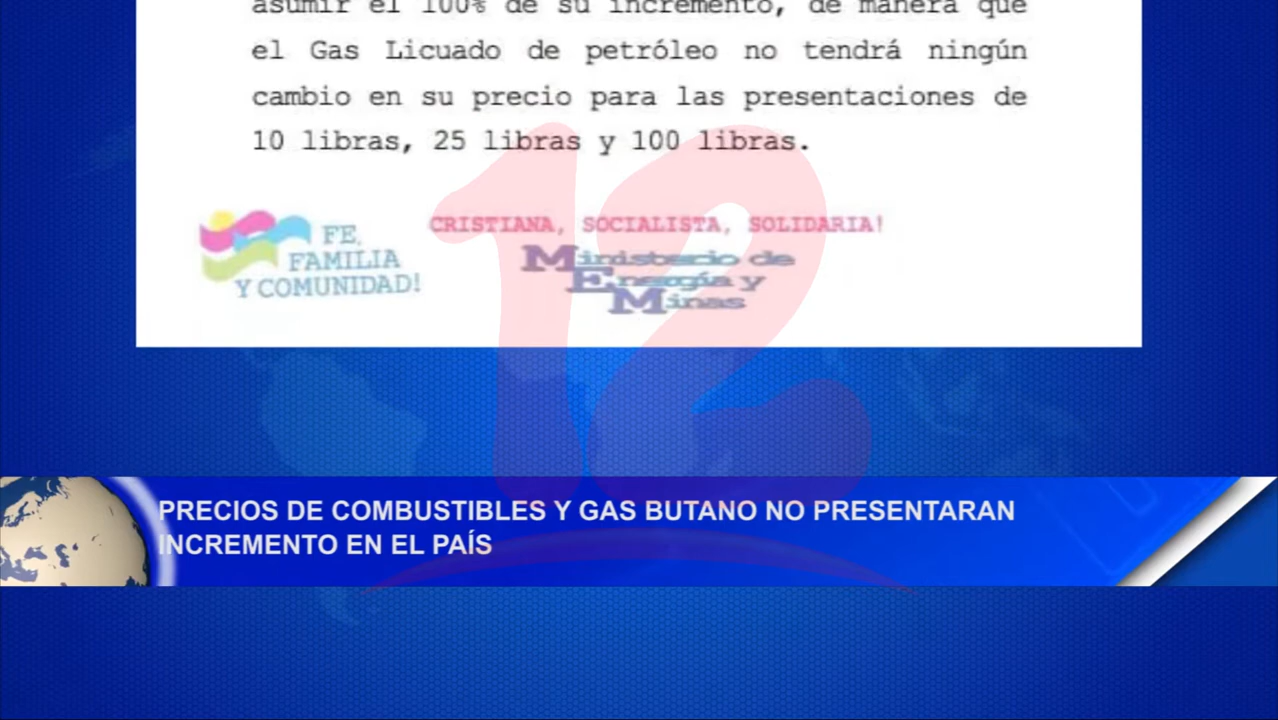 asumir el 100% de su incremento, de manera que
el Gas Licuado de petróleo no tendrá ningún
cambio en su precio para las presentaciones de
10 libras, 25 libras y 100 libras.
FE,
FAMILIA
Y COMUNIDAD!
CRISTIANA, SOCIALISTA, SOLIDARIA!
Ministerio de
Energía y
Minas
12
PRECIOS DE COMBUSTIBLES Y GAS BUTANO NO PRESENTARAN
INCREMENTO EN EL PAÍS